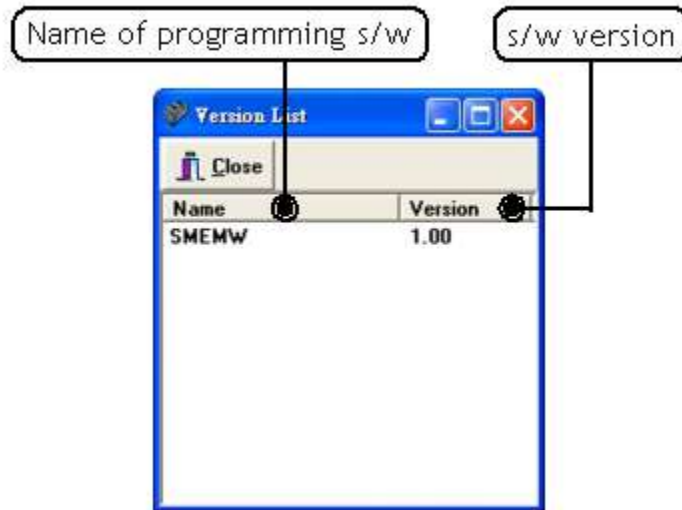 Name of programming s/w
s/w version
Version List
Close
Name Version
SMEMW 1.00